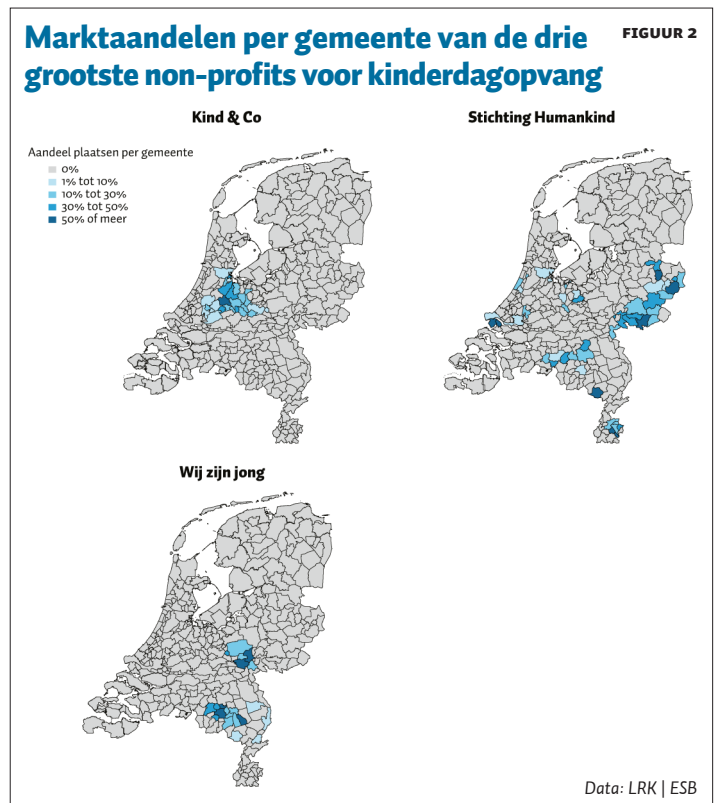 Marktaandelen per gemeente van de drie
grootste non-profits voor kinderdagopvang
FIGUUR 2
Kind & Co
Stichting Humankind
Aandeel plaatsen per gemeente
0%
1% tot 10%
10% tot 30%
30% tot 50%
50% of meer
Wij zijn jong
Data: LRK | ESB